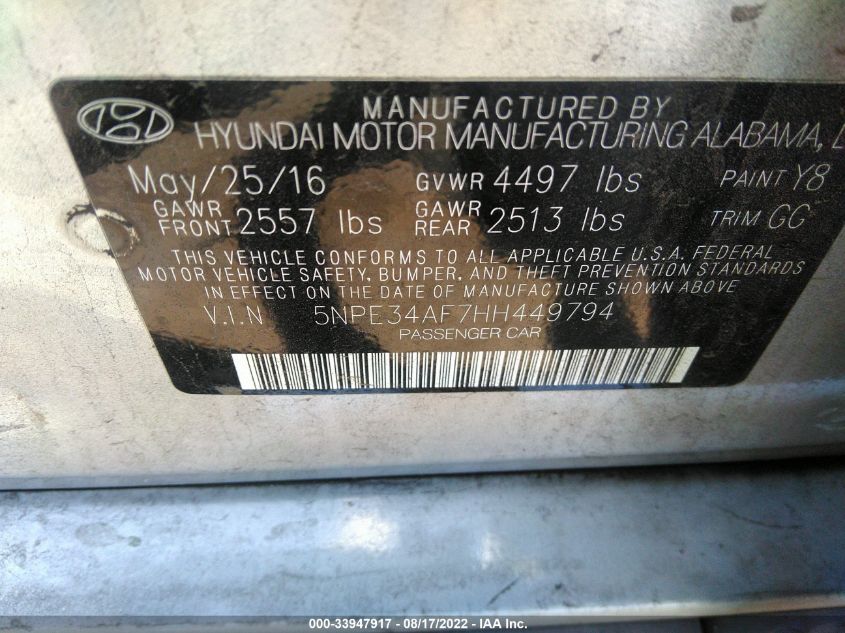 MANUFACTURED BY
HYUNDAI MOTOR MANUFACTURING ALABAMA, L
May/25/16 GVWR 4497 lbs PAINT Y8
GAWR FRONT 2557 lbs GAWR REAR 2513 lbs TRIM GG
THIS VEHICLE CONFORMS TO ALL APPLICABLE U.S.A. FEDERAL
MOTOR VEHICLE SAFETY, BUMPER, AND THEFT PREVENTION STANDARDS
IN EFFECT ON THE DATE OF MANUFACTURE SHOWN ABOVE
V.I.N 5NPE34AF7HH449794
PASSENGER CAR
000-33947917 - 08/17/2022 - IAA Inc.